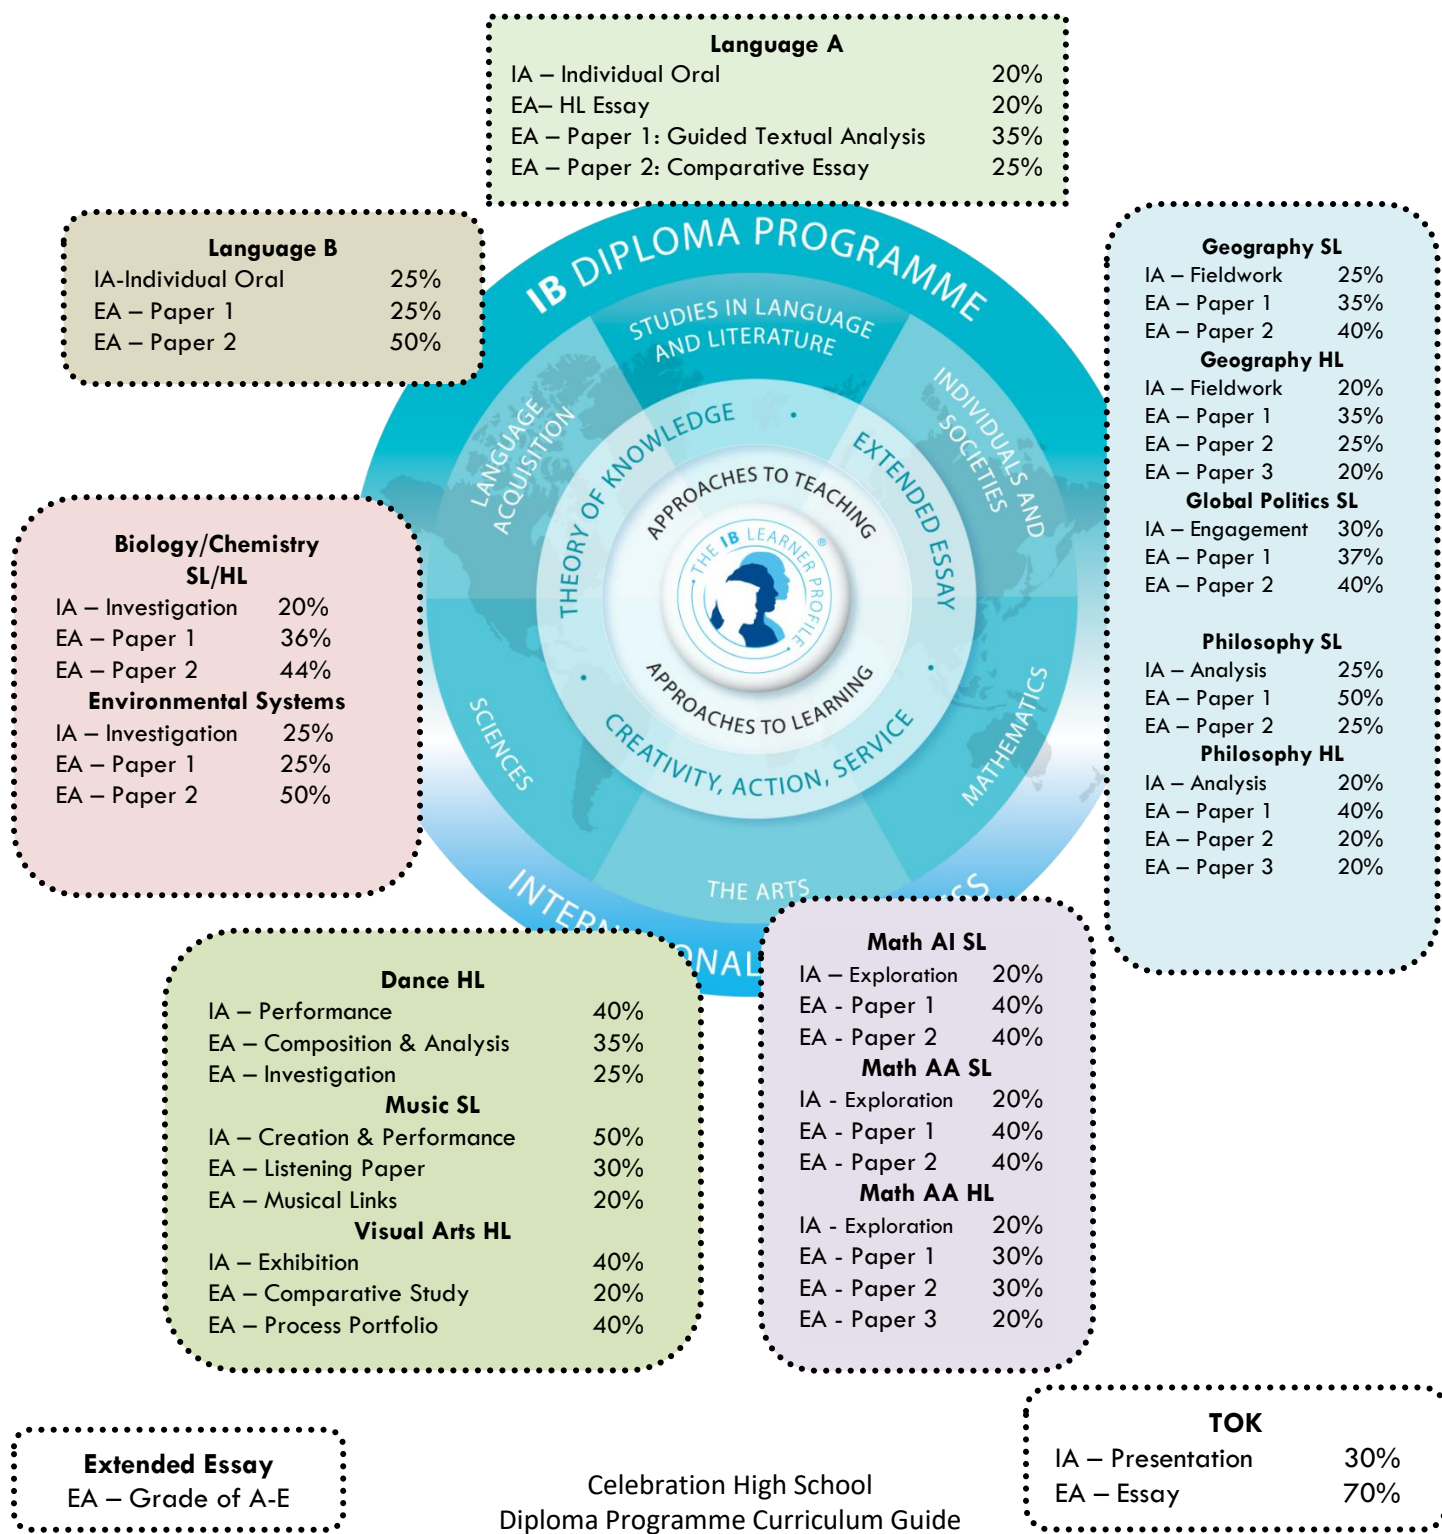 Language A
IA – Individual Oral 20%
EA– HL Essay 20%
EA – Paper 1: Guided Textual Analysis 35%
EA – Paper 2: Comparative Essay 25%
Language B
IA-Individual Oral 25%
EA – Paper 1 25%
EA – Paper 2 50%
Geography SL
IA – Fieldwork 25%
EA – Paper 1 35%
EA – Paper 2 40%
Geography HL
IA – Fieldwork 20%
EA – Paper 1 35%
EA – Paper 2 25%
EA – Paper 3 20%
Global Politics SL
IA – Engagement 30%
EA – Paper 1 37%
EA – Paper 2 40%
Philosophy SL
IA – Analysis 25%
EA – Paper 1 50%
EA – Paper 2 25%
Philosophy HL
IA – Analysis 20%
EA – Paper 1 40%
EA – Paper 2 20%
EA – Paper 3 20%
IB DIPLOMA PROGRAMME
STUDIES IN LANGUAGE
AND LITERATURE
LANGUAGE
ACQUISITION
INDIVIDUALS AND
SOCIETIES
THEORY OF KNOWLEDGE
EXTENDED ESSAY
APPROACHES TO TEACHING
THE IB LEARNER PROFILE
®
APPROACHES TO LEARNING
CREATIVITY, ACTION, SERVICE
SCIENCES
MATHEMATICS
THE ARTS
Biology/Chemistry
SL/HL
IA – Investigation 20%
EA – Paper 1 36%
EA – Paper 2 44%
Environmental Systems
IA – Investigation 25%
EA – Paper 1 25%
EA – Paper 2 50%
Dance HL
IA – Performance 40%
EA – Composition & Analysis 35%
EA – Investigation 25%
Music SL
IA – Creation & Performance 50%
EA – Listening Paper 30%
EA – Musical Links 20%
Visual Arts HL
IA – Exhibition 40%
EA – Comparative Study 20%
EA – Process Portfolio 40%
Math AI SL
IA – Exploration 20%
EA - Paper 1 40%
EA - Paper 2 40%
Math AA SL
IA - Exploration 20%
EA - Paper 1 40%
EA - Paper 2 40%
Math AA HL
IA - Exploration 20%
EA - Paper 1 30%
EA - Paper 2 30%
EA - Paper 3 20%
TOK
IA – Presentation 30%
EA – Essay 70%
Extended Essay
EA – Grade of A-E
Celebration High School
Diploma Programme Curriculum Guide